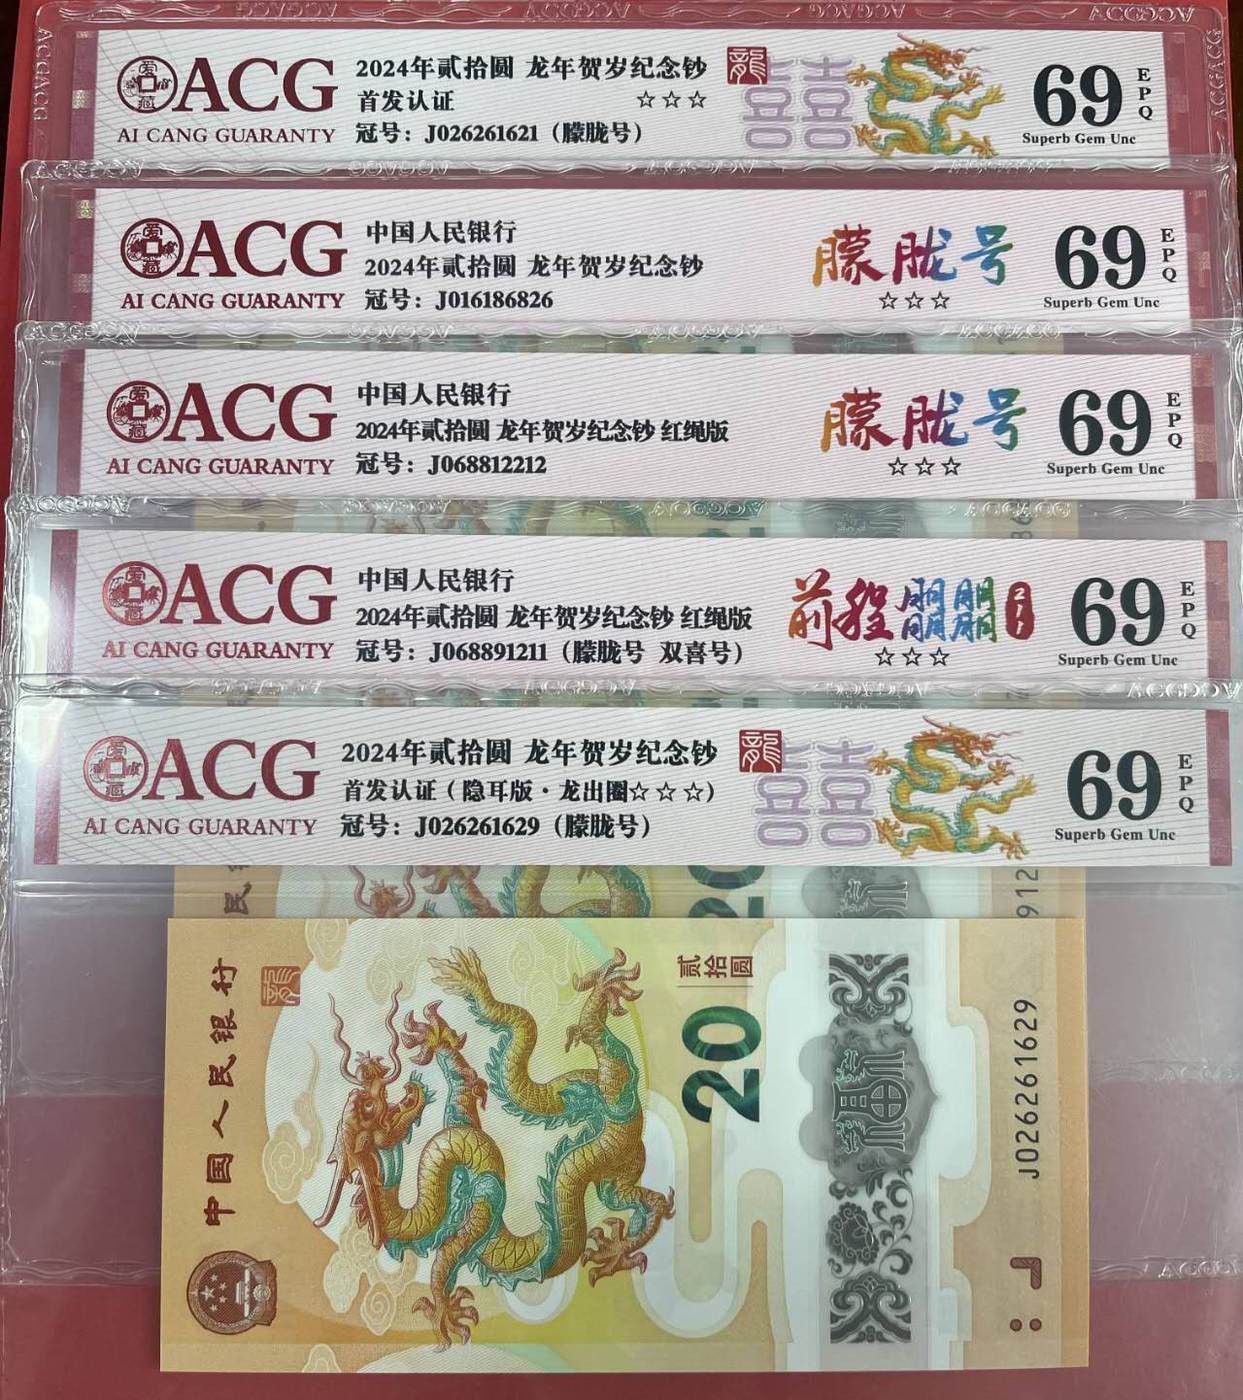 ACG
AI CANG GUARANTY
2024年贰拾圆 龙年贺岁纪念钞
首发认证 ☆☆☆
冠号：J026261621（朦胧号）
69
EPQ
Superb Gem Unc
ACG
AI CANG GUARANTY
中国人民银行
2024年贰拾圆 龙年贺岁纪念钞
冠号：J016186826
朦胧号
☆☆☆
69
EPQ
Superb Gem Unc
ACG
AI CANG GUARANTY
中国人民银行
2024年贰拾圆 龙年贺岁纪念钞 红绳版
冠号：J068812212
朦胧号
☆☆☆
69
EPQ
Superb Gem Unc
ACG
AI CANG GUARANTY
中国人民银行
2024年贰拾圆 龙年贺岁纪念钞 红绳版
冠号：J068891211（朦胧号 双喜号）
前程朤朤
211
☆☆☆
69
EPQ
Superb Gem Unc
ACG
AI CANG GUARANTY
2024年贰拾圆 龙年贺岁纪念钞
首发认证（隐耳版·龙出圈☆☆☆）
冠号：J026261629（朦胧号）
69
EPQ
Superb Gem Unc
民
20
912
中国人民银行
贰拾圆
20
福
J026261629